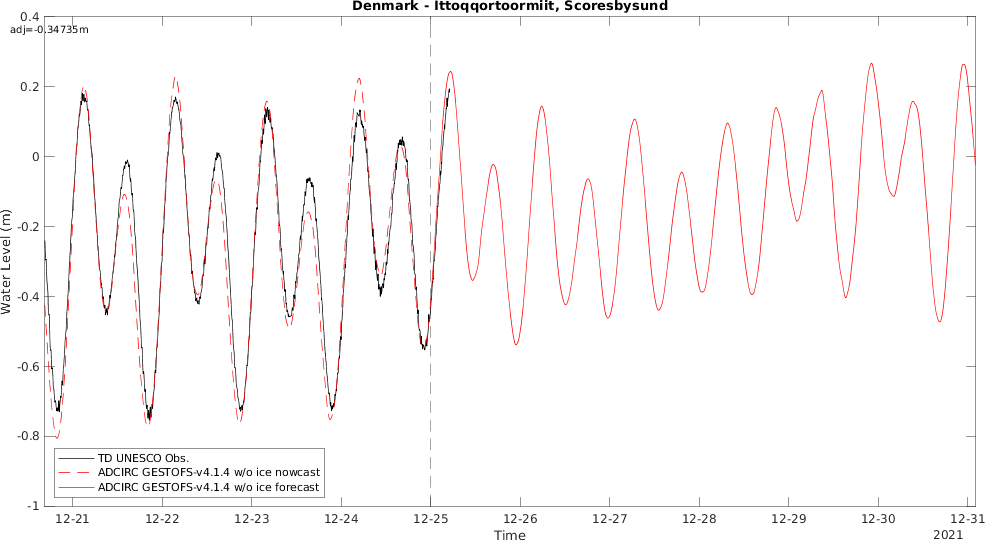 Denmark - Ittoqqortoormiit, Scoresbysund
adj=-0.34735m
0.4
0.2
0
-0.2
-0.4
-0.6
-0.8
-1
Water Level (m)
TD UNESCO Obs.
ADCIRC GESTOFS-v4.1.4 w/o ice nowcast
ADCIRC GESTOFS-v4.1.4 w/o ice forecast
12-21 12-22 12-23 12-24 12-25 12-26 12-27 12-28 12-29 12-30 12-31
Time
2021